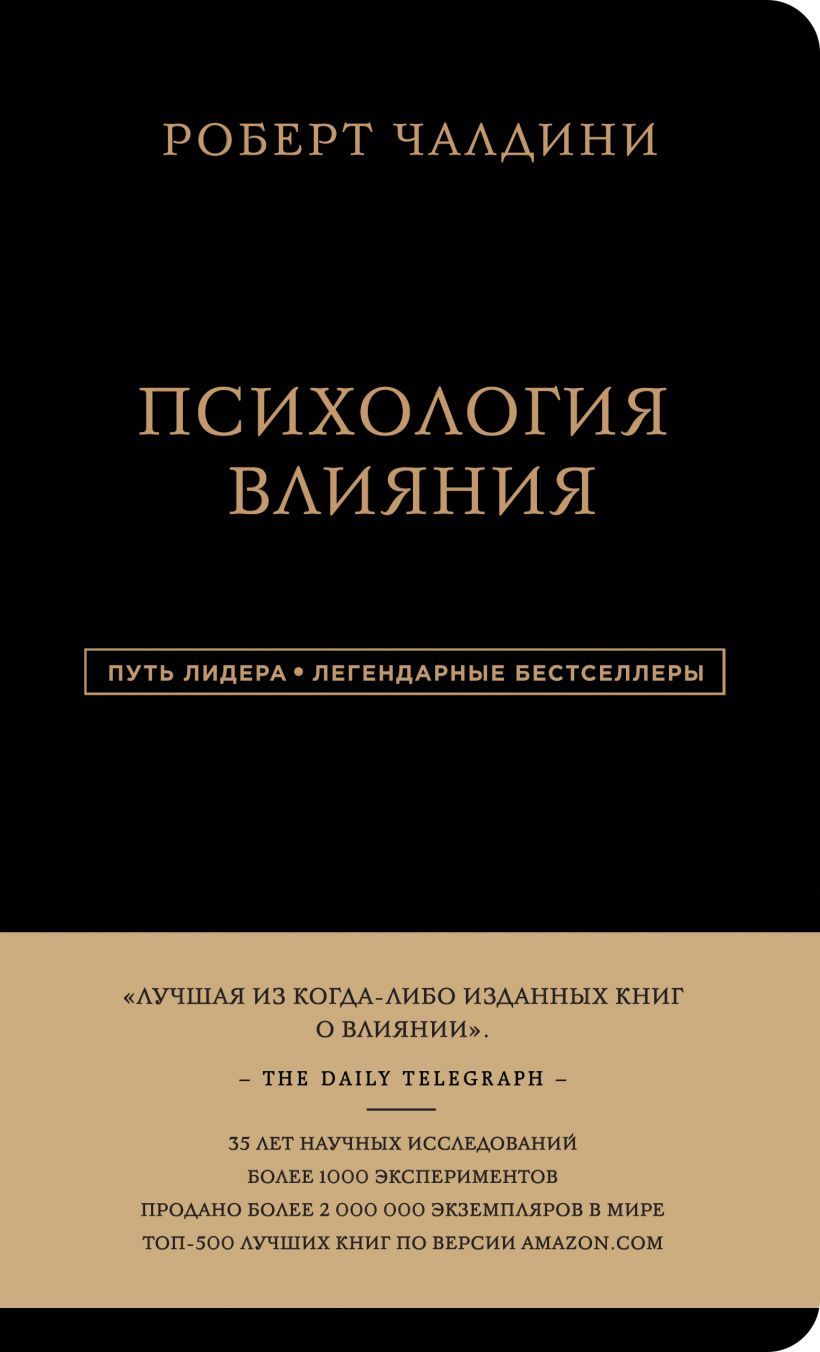 РОБЕРТ ЧАЛДИНИ
ПСИХОЛОГИЯ
ВЛИЯНИЯ
ПУТЬ ЛИДЕРА • ЛЕГЕНДАРНЫЕ БЕСТСЕЛЛЕРЫ
«ЛУЧШАЯ ИЗ КОГДА-ЛИБО ИЗДАННЫХ КНИГ
О ВЛИЯНИИ».
– THE DAILY TELEGRAPH –
35 ЛЕТ НАУЧНЫХ ИССЛЕДОВАНИЙ
БОЛЕЕ 1000 ЭКСПЕРИМЕНТОВ
ПРОДАНО БОЛЕЕ 2 000 000 ЭКЗЕМПЛЯРОВ В МИРЕ
ТОП-500 ЛУЧШИХ КНИГ ПО ВЕРСИИ AMAZON.COM